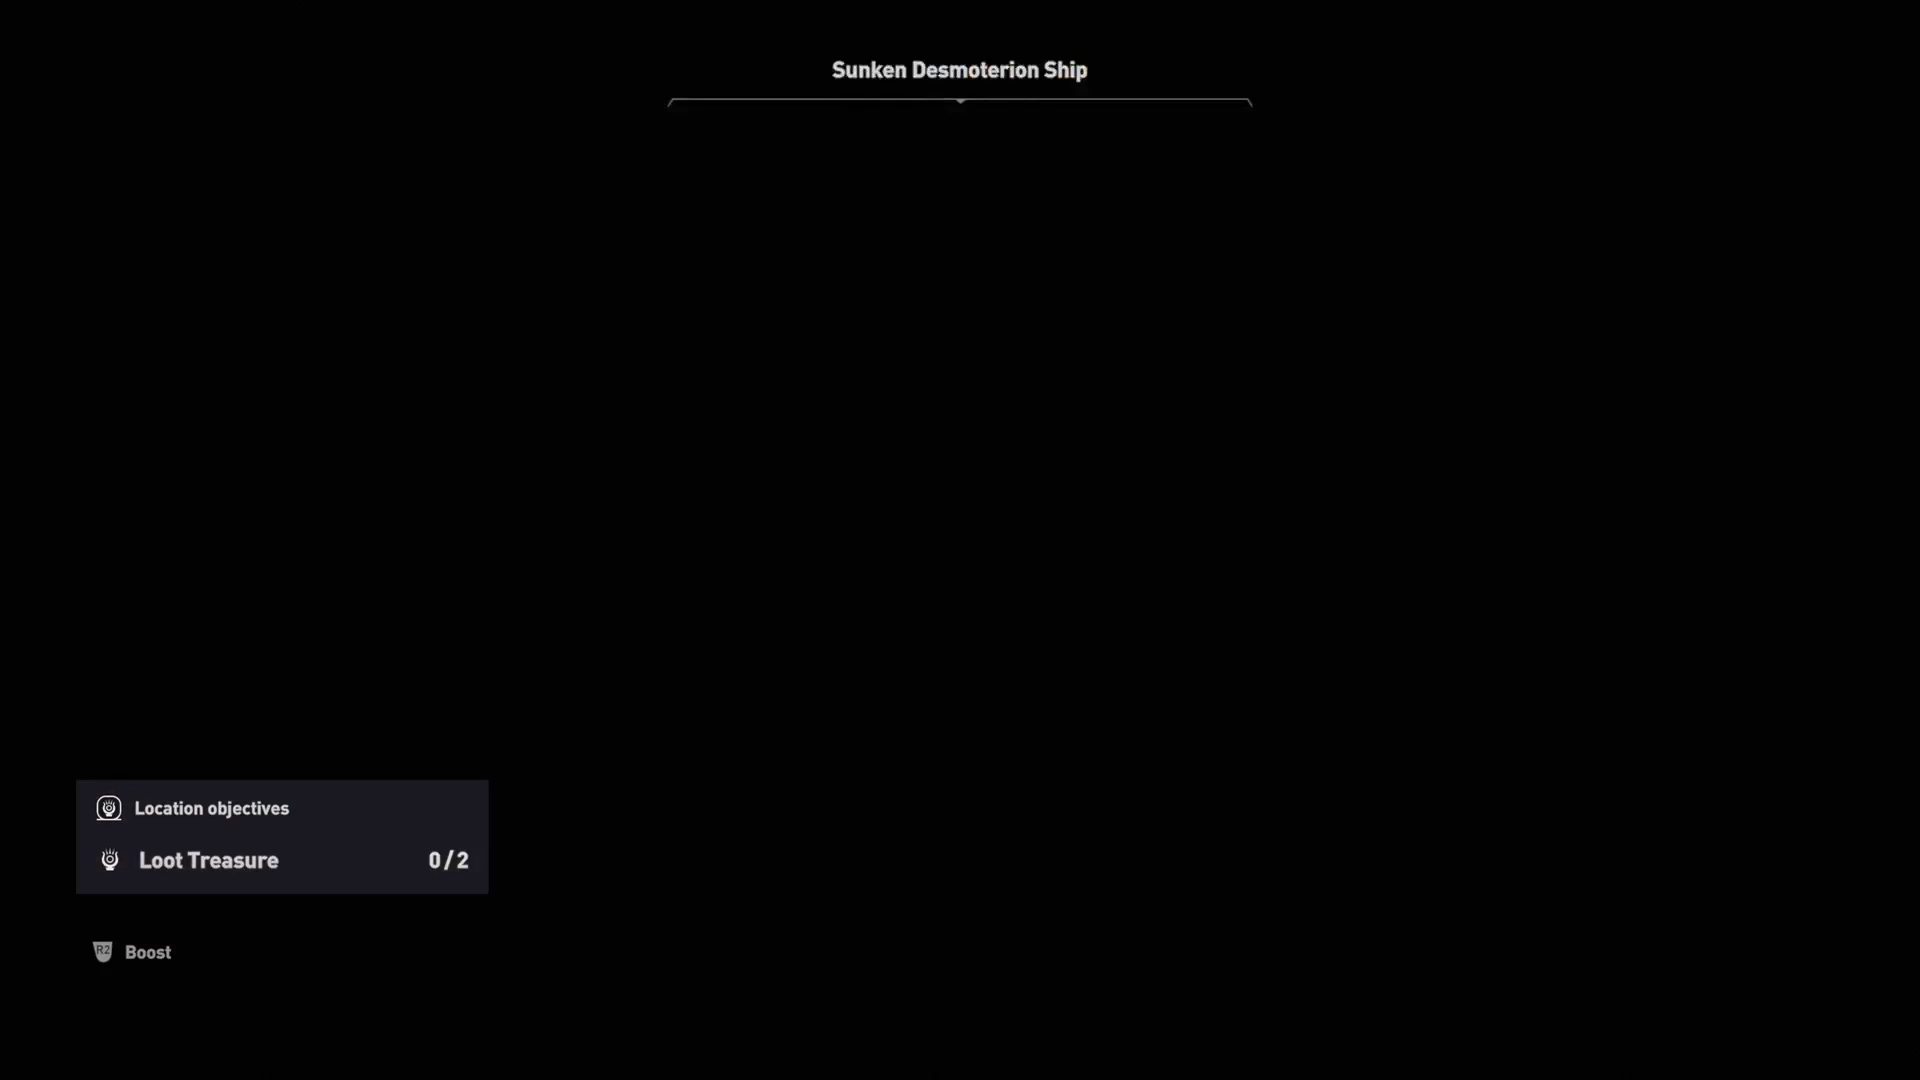 Sunken Desmoterion Ship
Location objectives
Loot Treasure 0/2
R2 Boost